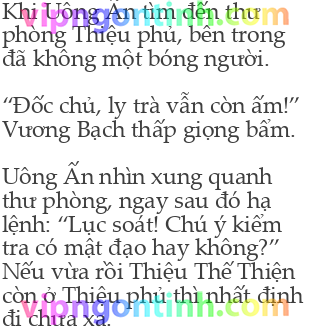 Khi Uông Ấn tìm đến thư
phòng Thiệu phủ, bên trong
đã không một bóng người.
“Đốc chủ, ly trà vẫn còn ấm!”
Vương Bạch thấp giọng bẩm.
Uông Ấn nhìn xung quanh
thư phòng, ngay sau đó hạ
lệnh: “Lục soát! Chú ý kiểm
tra có mật đạo hay không?”
Nếu vừa rồi Thiệu Thế Thiện
còn ở Thiệu phủ thì nhất định
đi chưa xa.
vipngontinh.com
vipngontinh.com